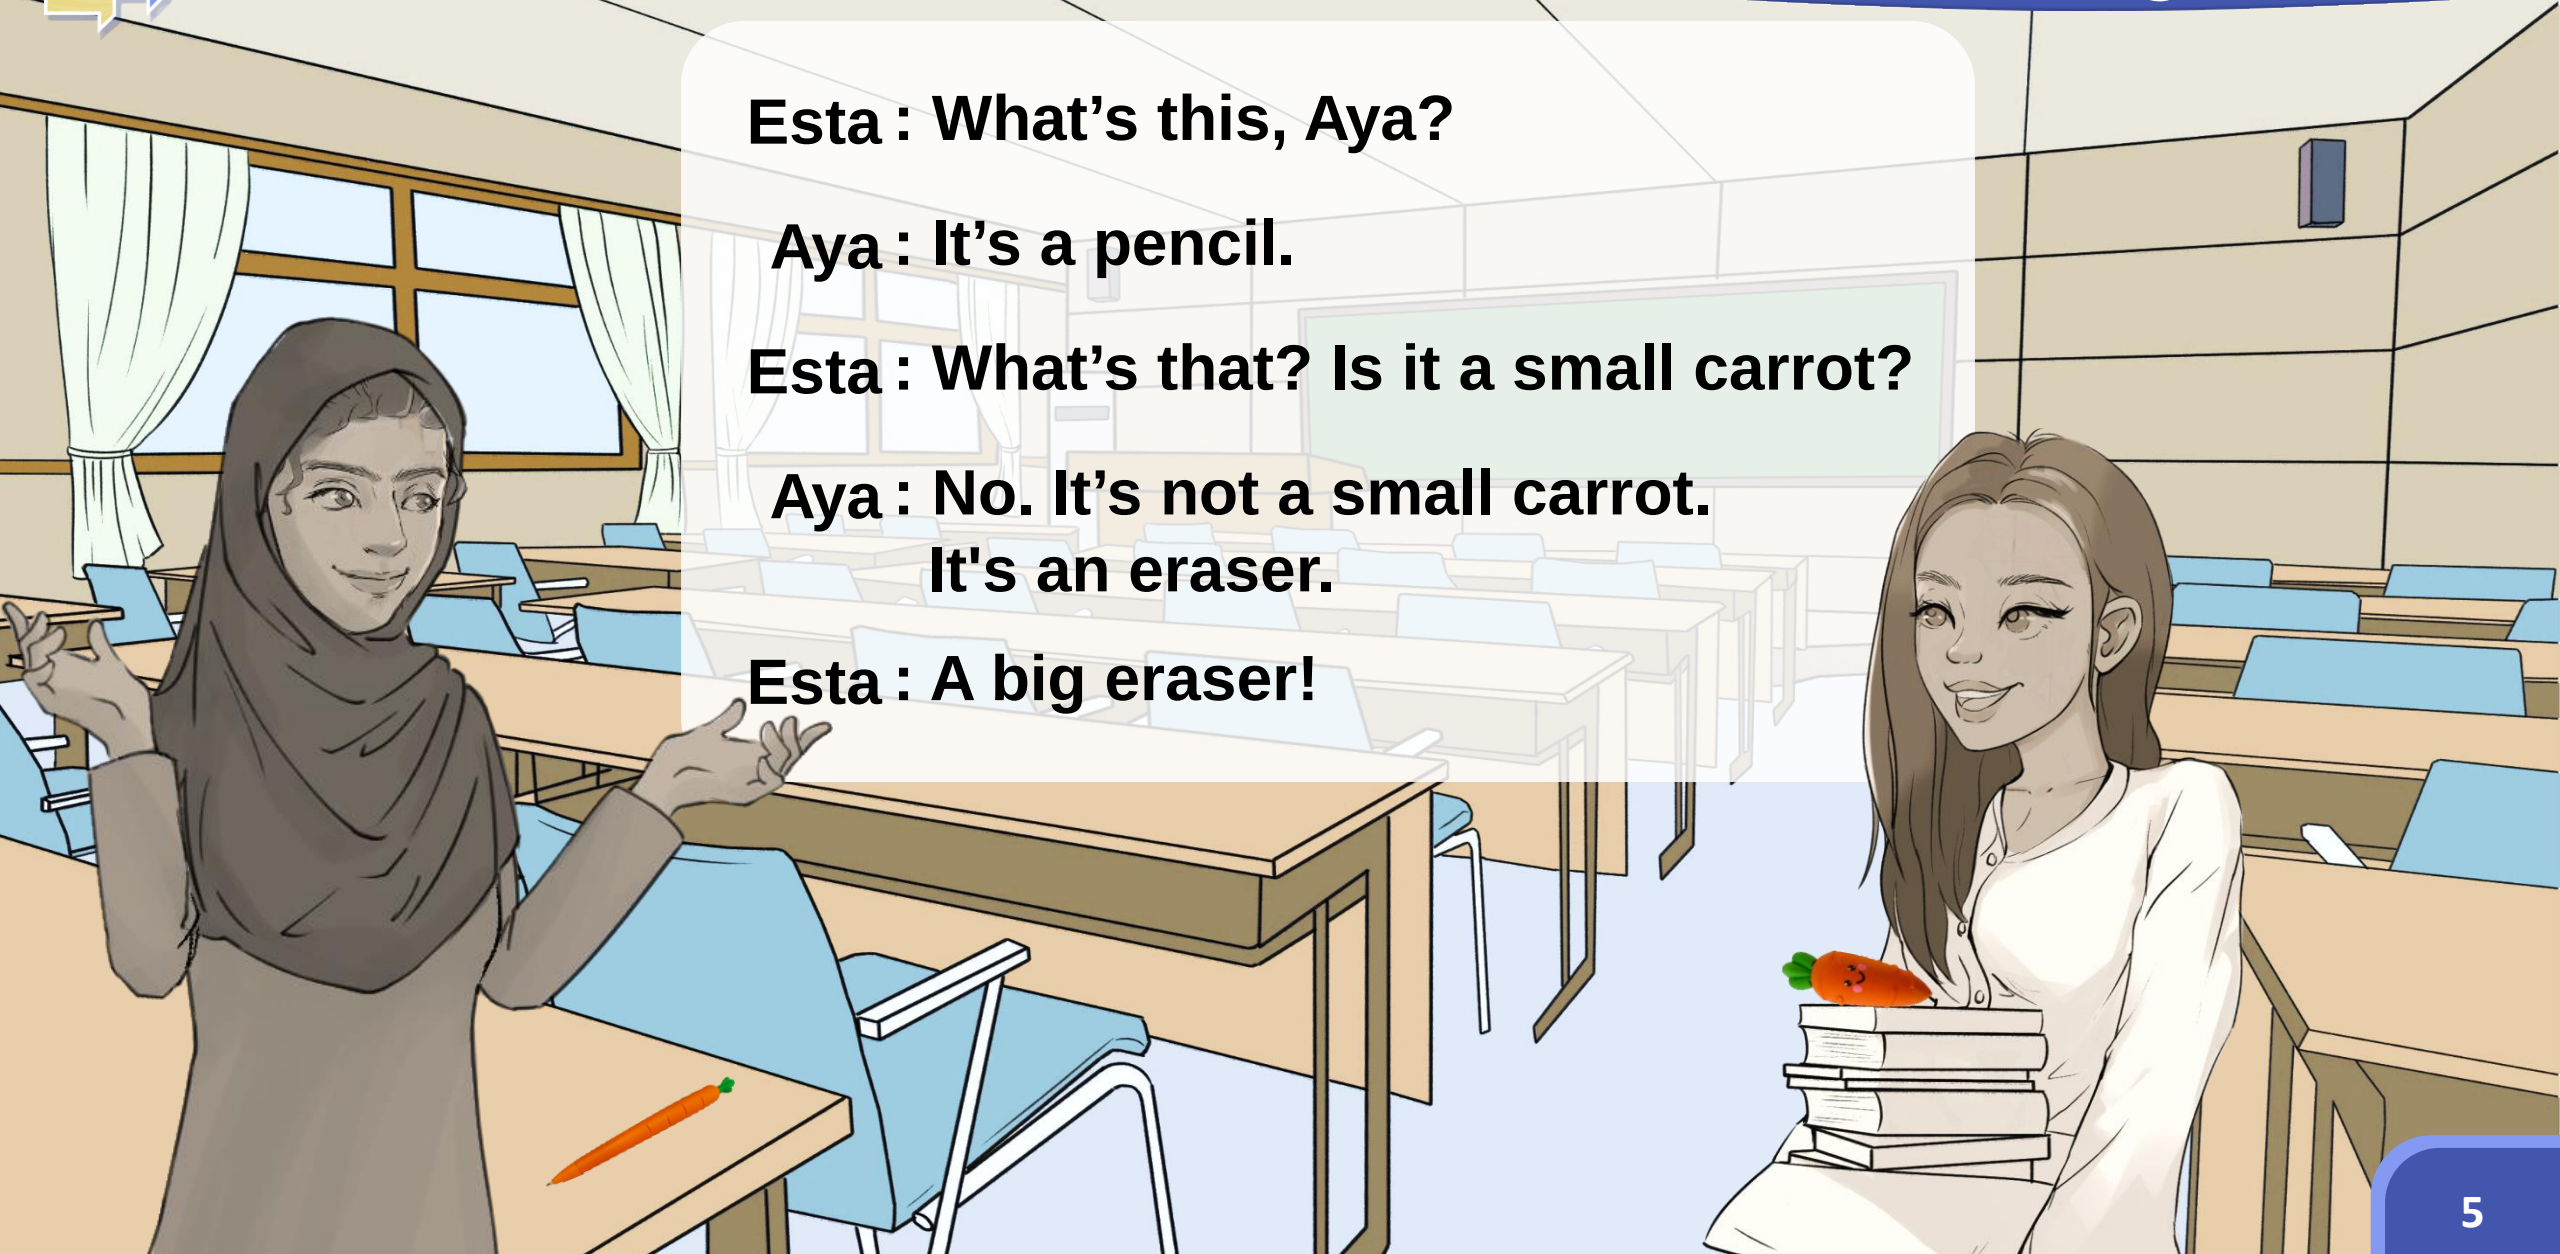 Esta : What’s this, Aya?
Aya : It’s a pencil.
Esta : What’s that? Is it a small carrot?
Aya : No. It’s not a small carrot.
It's an eraser.
Esta : A big eraser!
5